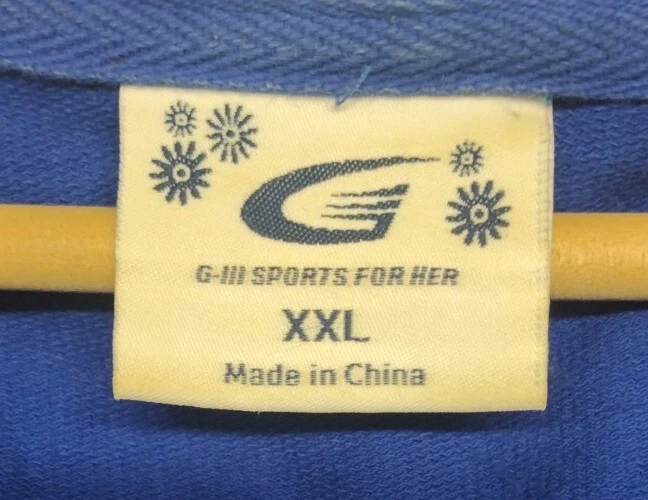 G
G-III SPORTS FOR HER
XXL
Made in China